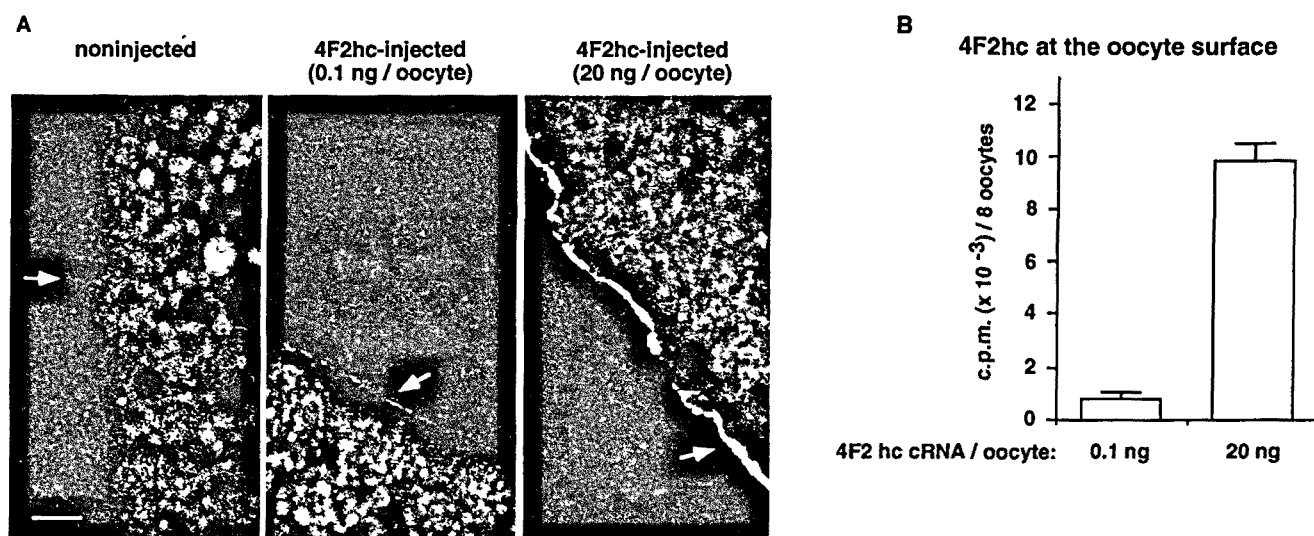 A
noninjected
4F2hc-injected
(0.1 ng / oocyte)
4F2hc-injected
(20 ng / oocyte)
B
4F2hc at the oocyte surface
c.p.m. (x 10 -3) / 8 oocytes
12
10
8
6
4
2
0
4F2 hc cRNA / oocyte: 0.1 ng 20 ng